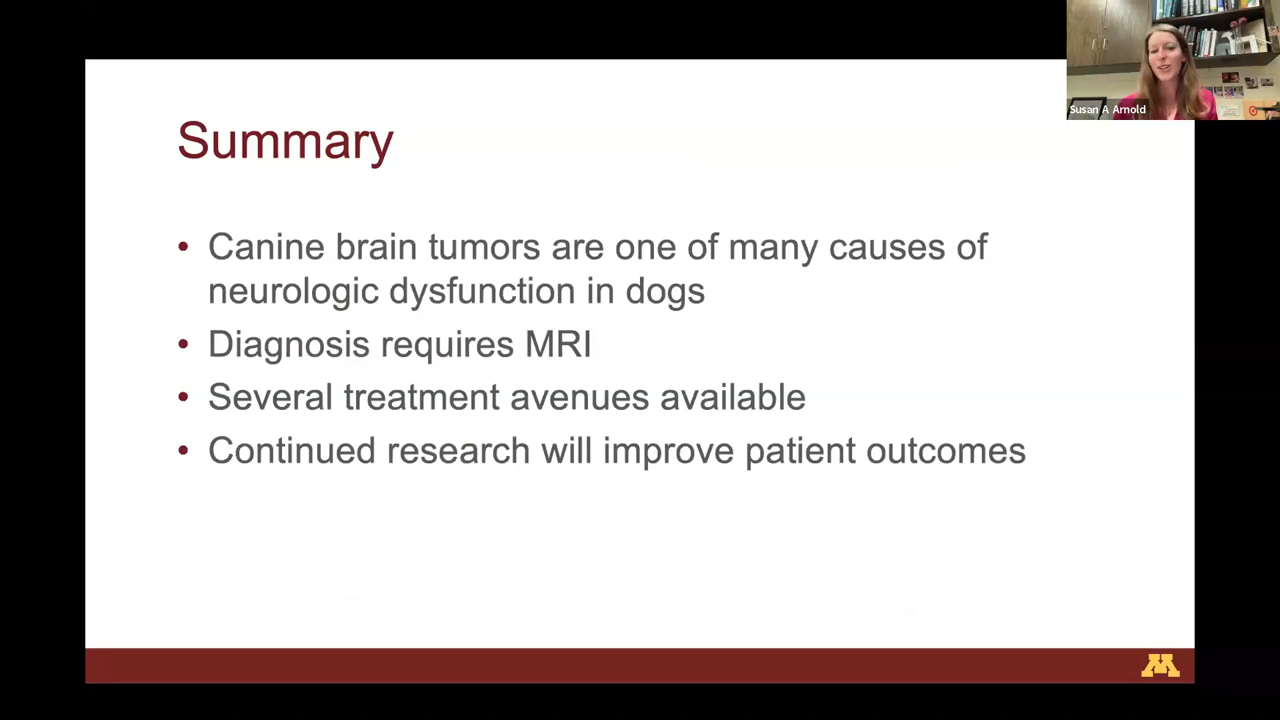 Susan A Arnold
Summary
• Canine brain tumors are one of many causes of
neurologic dysfunction in dogs
• Diagnosis requires MRI
• Several treatment avenues available
• Continued research will improve patient outcomes
M